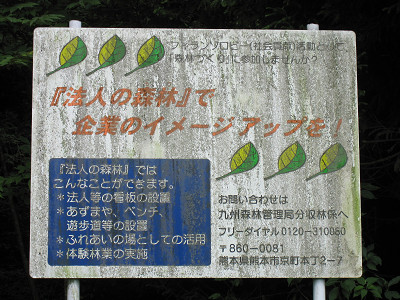 フィランソロピー(社会貢献)活動として、
「森林づくり」に参加しませんか?
『法人の森林』で
企業のイメージアップを!
『法人の森林』では
こんなことができます。
*法人等の看板の設置
*あずまや、ベンチ、
遊歩道等の設置
*ふれあいの場としての活用
*体験林業の実施
お問い合わせは
九州森林管理局分収林係へ
フリーダイヤル0120-310050
〒860-0081
熊本県熊本市京町本丁2-7